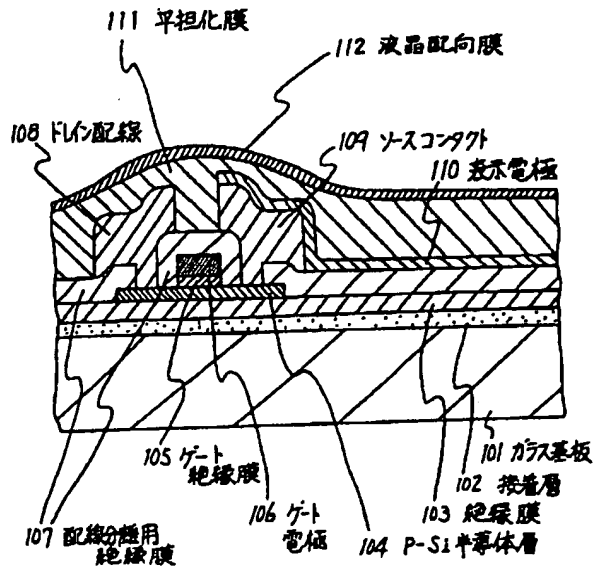 111 平担化膜
112 液晶配向膜
108 ドレイン配線
109 ソースコンタクト
110 表示電極
101 ガラス基板
102 接着層
103 絶縁膜
104 P-Si半導体層
105 ゲート
絶縁膜
106 ゲート
電極
107 配線分離用
絶縁膜